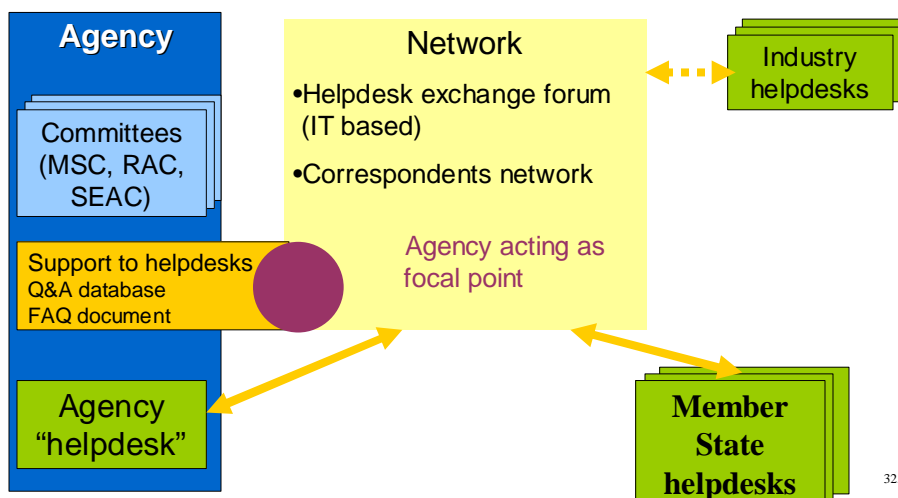 Agency
Committees
(MSC, RAC,
SEAC)
Support to helpdesks
Q&A database
FAQ document
Agency
“helpdesk”
Network
•Helpdesk exchange forum
(IT based)
•Correspondents network
Agency acting as
focal point
Industry
helpdesks
Member
State
helpdesks
32